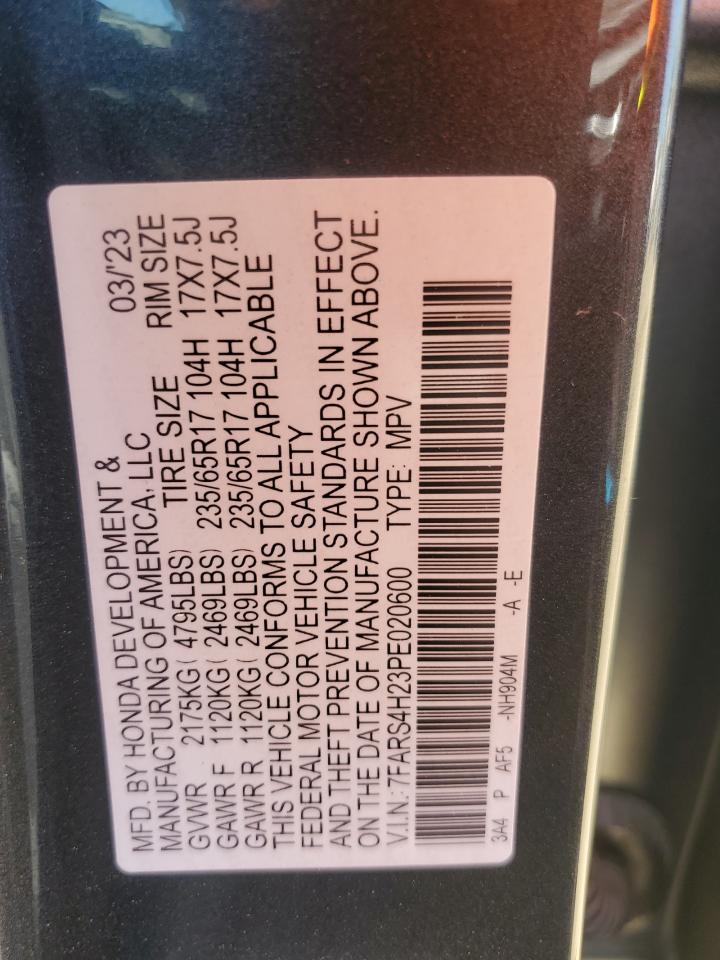 MFD. BY HONDA DEVELOPMENT &
MANUFACTURING OF AMERICA, LLC 03/'23
GVWR 2175KG( 4795LBS) TIRE SIZE RIM SIZE
GAWR F 1120KG( 2469LBS) 235/65R17 104H 17X7.5J
GAWR R 1120KG( 2469LBS) 235/65R17 104H 17X7.5J
THIS VEHICLE CONFORMS TO ALL APPLICABLE
FEDERAL MOTOR VEHICLE SAFETY
AND THEFT PREVENTION STANDARDS IN EFFECT
ON THE DATE OF MANUFACTURE SHOWN ABOVE.
V.I.N.: 7FARS4H23PE020600 TYPE: MPV
3A4 P AF5 -NH904M -A -E